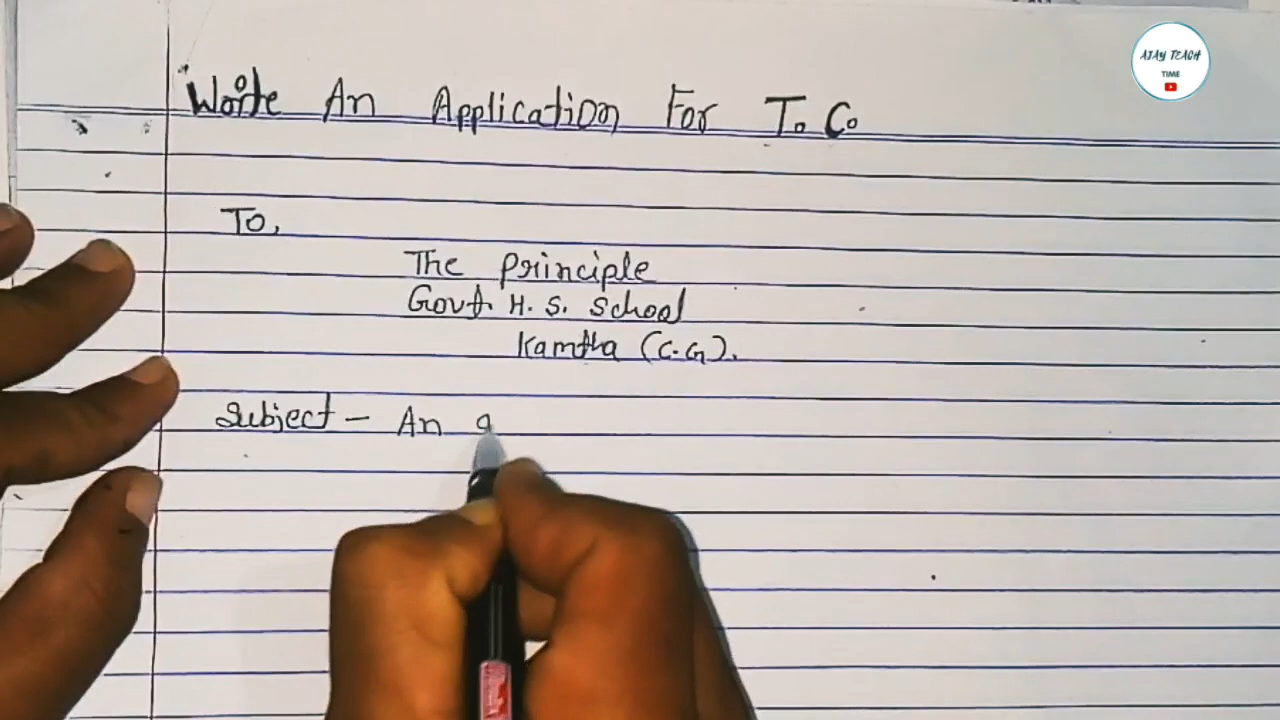 AJAY TEACH
TIME
Write An Application For T. C.
To,
The principle
Govt. H. S. School
Kamtha (C.G).
Subject - An a